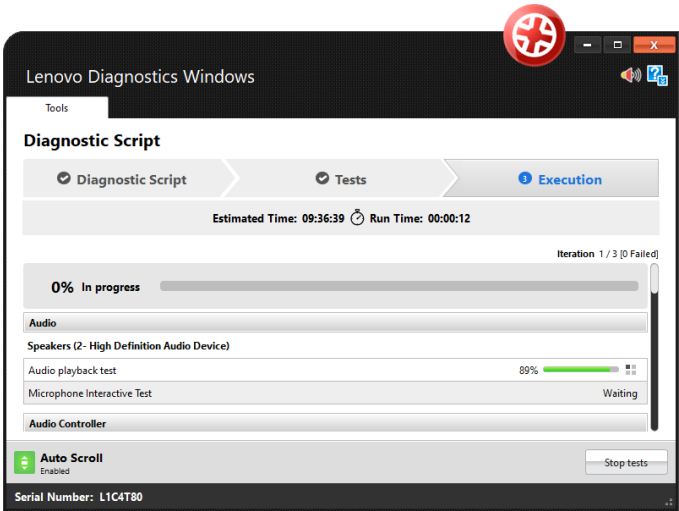 Lenovo Diagnostics Windows
Tools
Diagnostic Script
Diagnostic Script
Tests
3 Execution
Estimated Time: 09:36:39 Run Time: 00:00:12
Iteration 1 / 3 [0 Failed]
0% In progress
Audio
Speakers (2- High Definition Audio Device)
Audio playback test 89%
Microphone Interactive Test Waiting
Audio Controller
Auto Scroll
Enabled
Stop tests
Serial Number: L1C4T80